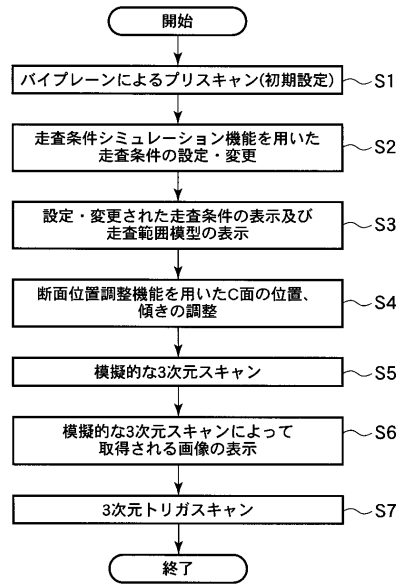 開始
バイプレーンによるプリスキャン(初期設定)
S1
走査条件シミュレーション機能を用いた
走査条件の設定・変更
S2
設定・変更された走査条件の表示及び
走査範囲模型の表示
S3
断面位置調整機能を用いたC面の位置、
傾きの調整
S4
模擬的な3次元スキャン
S5
模擬的な3次元スキャンによって
取得される画像の表示
S6
3次元トリガスキャン
S7
終了